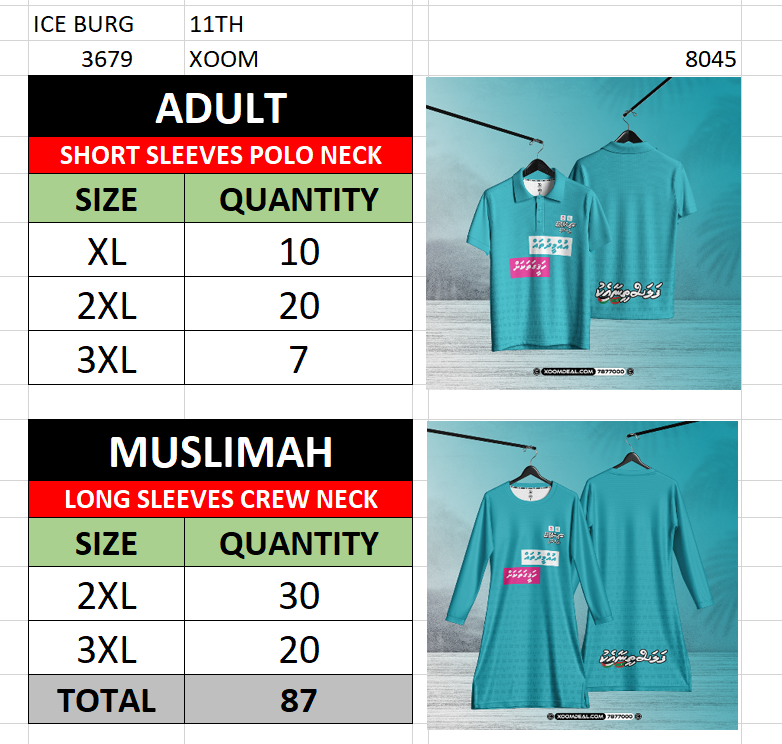 ICE BURG 11TH
3679 XOOM 8045
ADULT
SHORT SLEEVES POLO NECK
SIZE QUANTITY
XL 10
2XL 20
3XL 7
XOOMDEAL.COM 7877000
MUSLIMAH
LONG SLEEVES CREW NECK
SIZE QUANTITY
2XL 30
3XL 20
TOTAL 87
XOOMDEAL.COM 7877000